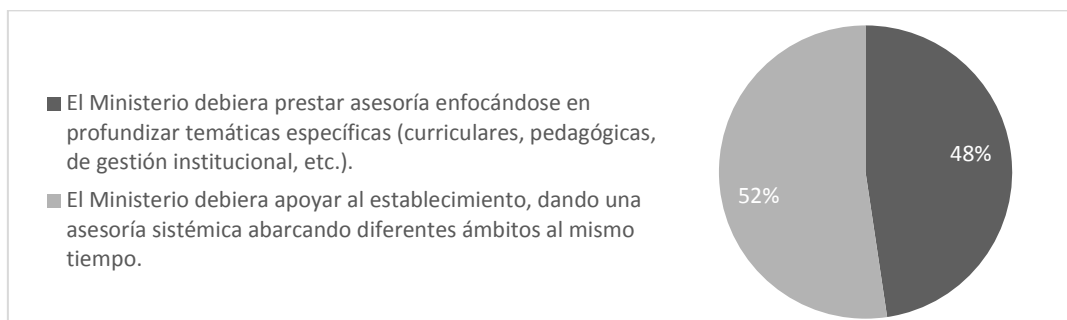 El Ministerio debiera prestar asesoría enfocándose en
profundizar temáticas específicas (curriculares, pedagógicas,
de gestión institucional, etc.).
El Ministerio debiera apoyar al establecimiento, dando una
asesoría sistémica abarcando diferentes ámbitos al mismo
tiempo.
48%
52%